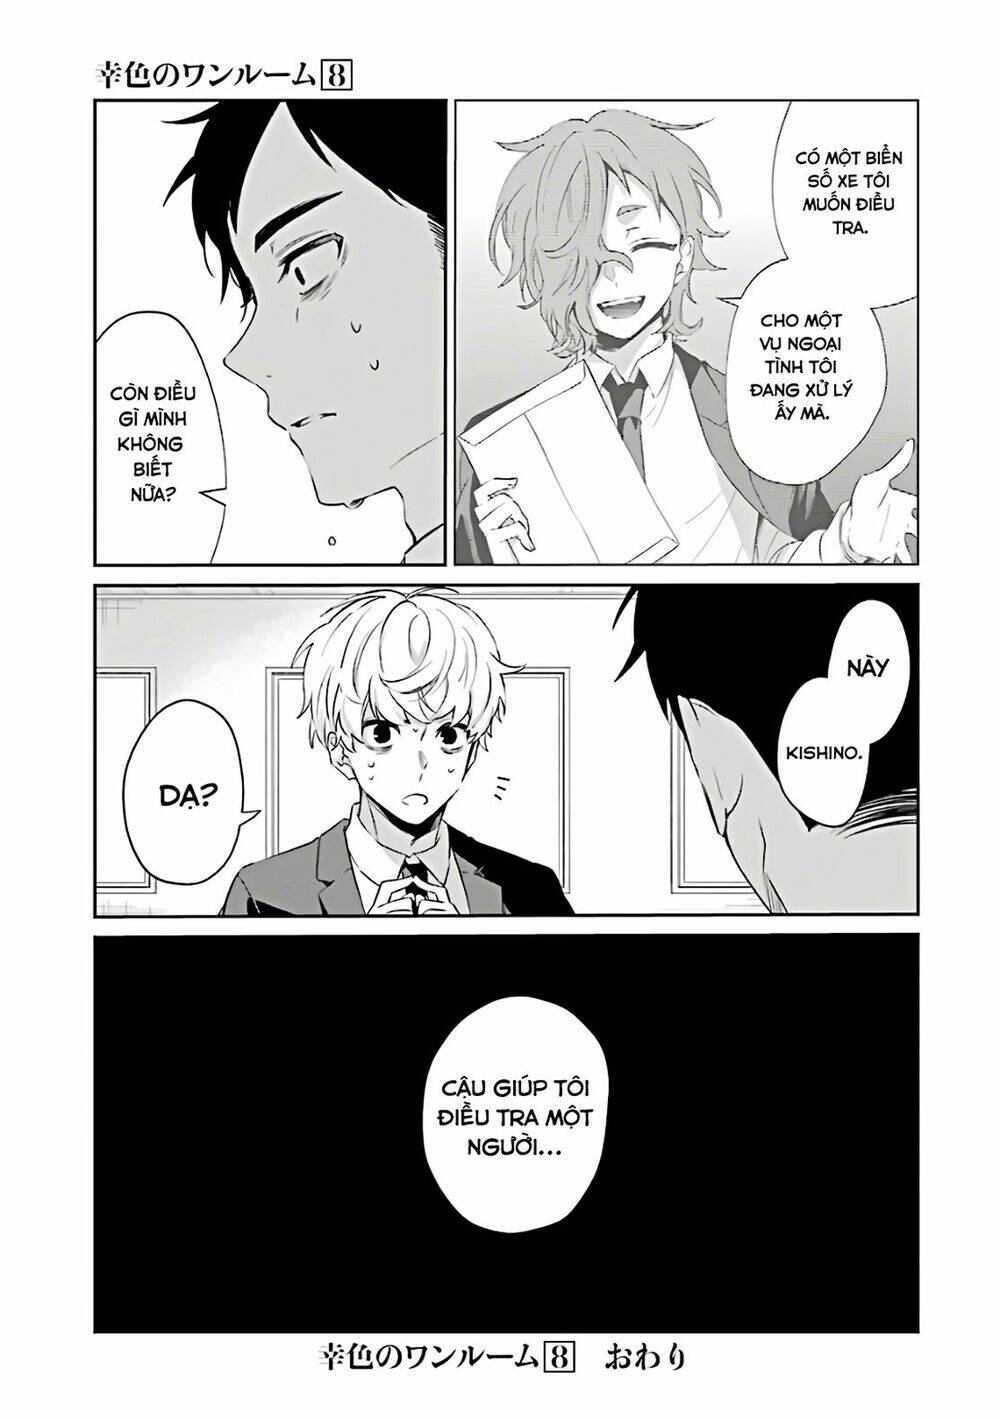 幸色のワンルーム 8
CÓ MỘT BIỂN
SỐ XE TÔI
MUỐN ĐIỀU
TRA.
CHO MỘT
VỤ NGOẠI
TÌNH TÔI
ĐANG XỬ LÝ
ẤY MÀ.
CÒN ĐIỀU
GÌ MÌNH
KHÔNG
BIẾT
NỮA?
NÀY
KISHINO.
DẠ?
CẬU GIÚP TÔI
ĐIỀU TRA MỘT
NGƯỜI...
幸色のワンルーム 8 おわり